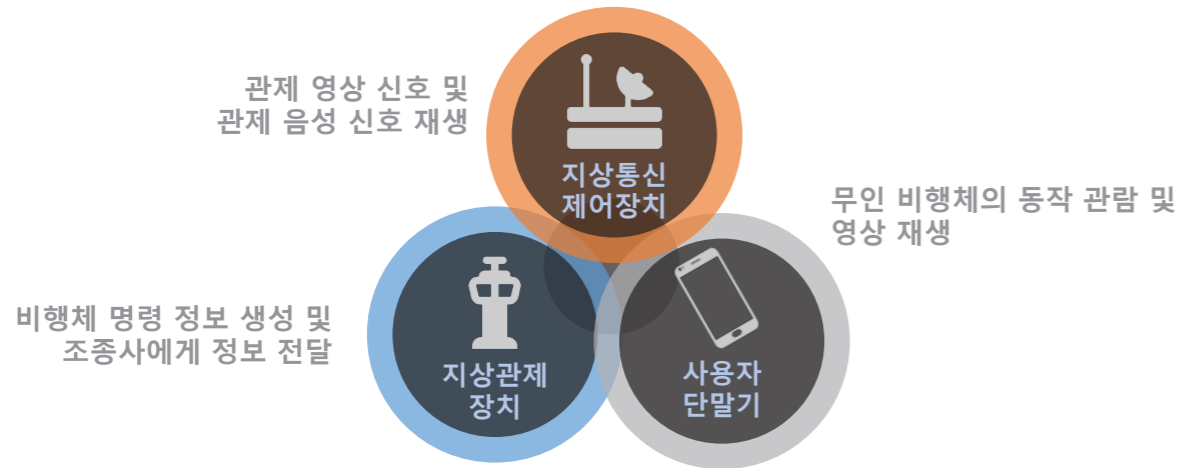 관제 영상 신호 및
관제 음성 신호 재생
지상통신
제어장치
무인 비행체의 동작 관람 및
영상 재생
비행체 명령 정보 생성 및
조종사에게 정보 전달
지상관제
장치
사용자
단말기